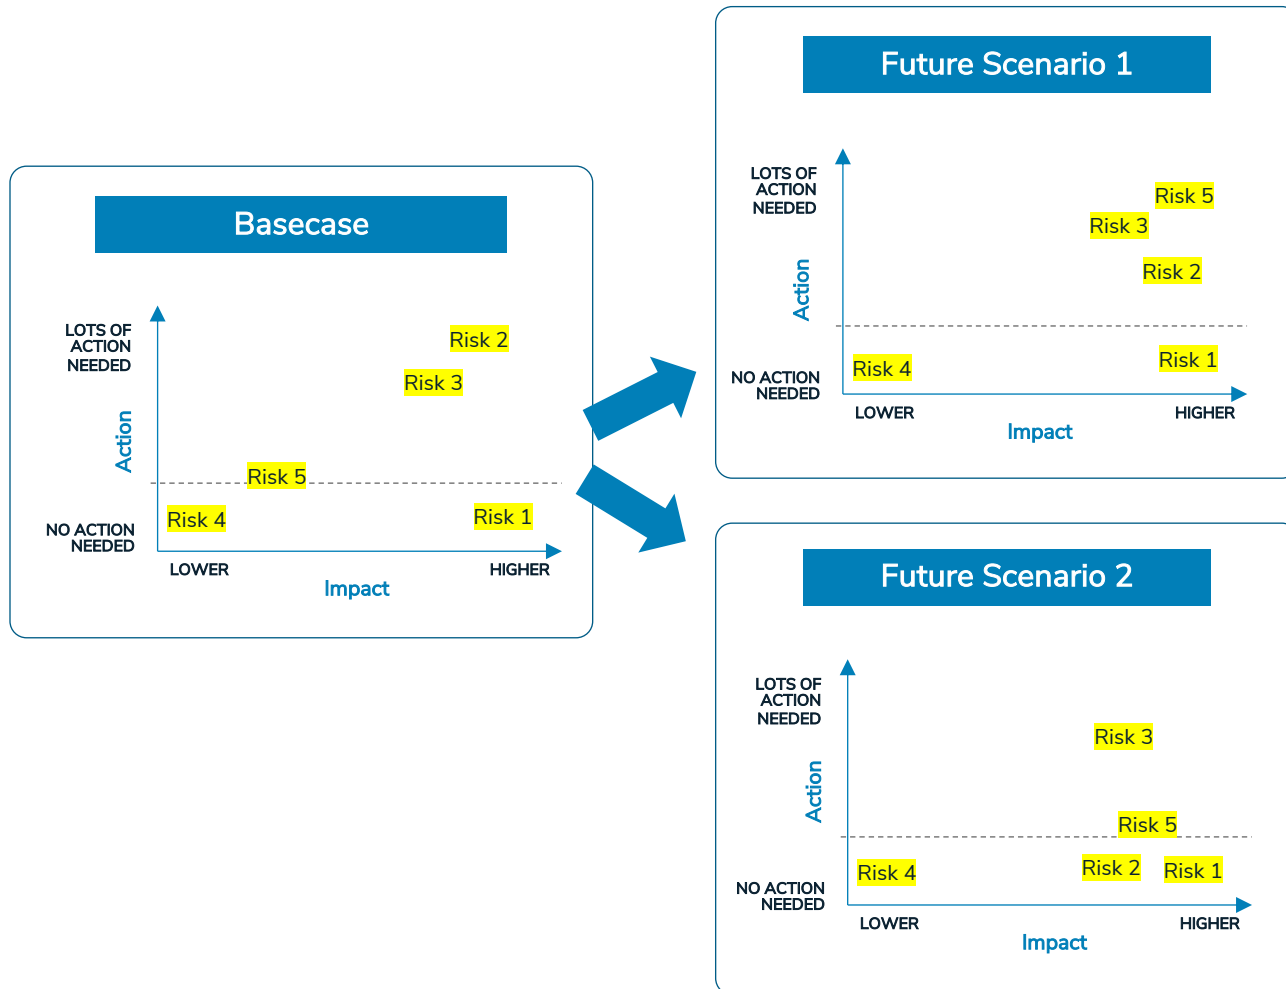 Basecase
LOTS OF
ACTION
NEEDED
Action
NO ACTION
NEEDED
Risk 2
Risk 3
Risk 5
Risk 4
Risk 1
LOWER
HIGHER
Impact
Future Scenario 1
LOTS OF
ACTION
NEEDED
Action
NO ACTION
NEEDED
Risk 5
Risk 3
Risk 2
Risk 1
Risk 4
LOWER
HIGHER
Impact
Future Scenario 2
LOTS OF
ACTION
NEEDED
Action
NO ACTION
NEEDED
Risk 3
Risk 5
Risk 2
Risk 1
Risk 4
LOWER
HIGHER
Impact